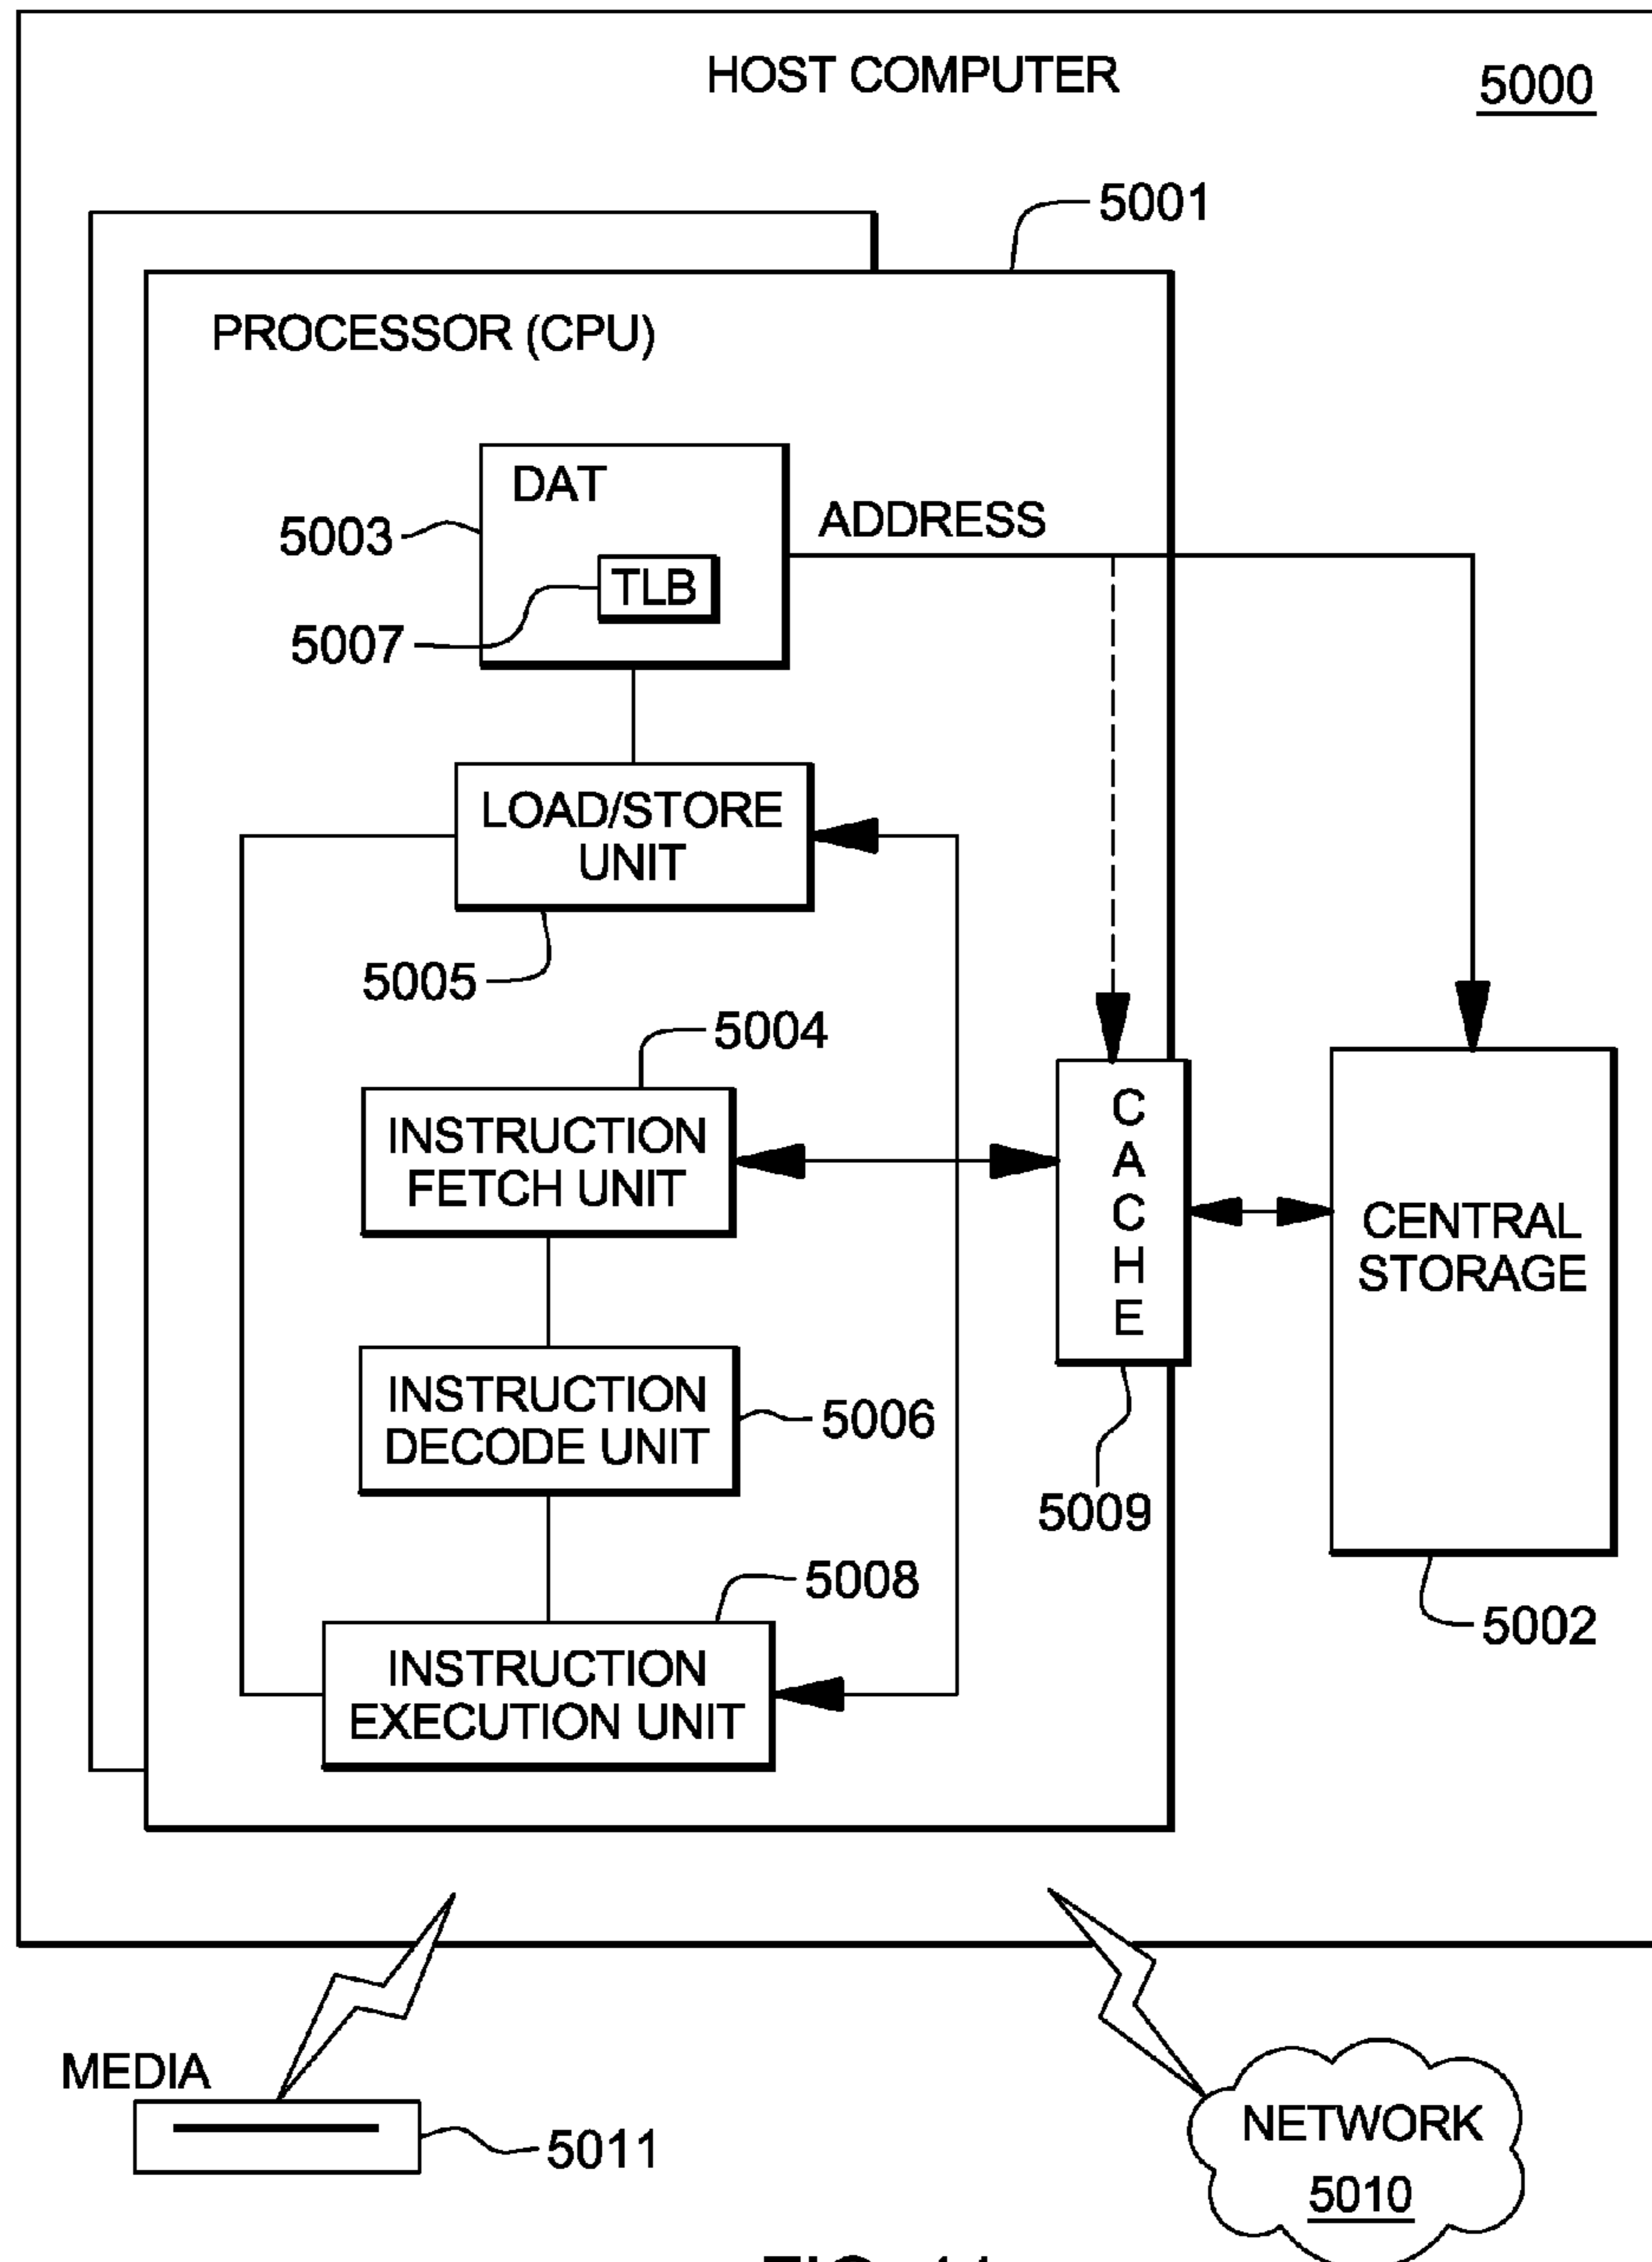 HOST COMPUTER
5000
5001
PROCESSOR (CPU)
DAT
ADDRESS
5003
TLB
5007
LOAD/STORE
UNIT
5005
5004
INSTRUCTION
FETCH UNIT
CACHE
CENTRAL
STORAGE
INSTRUCTION
DECODE UNIT
5006
5009
5008
5002
INSTRUCTION
EXECUTION UNIT
MEDIA
5011
NETWORK
5010